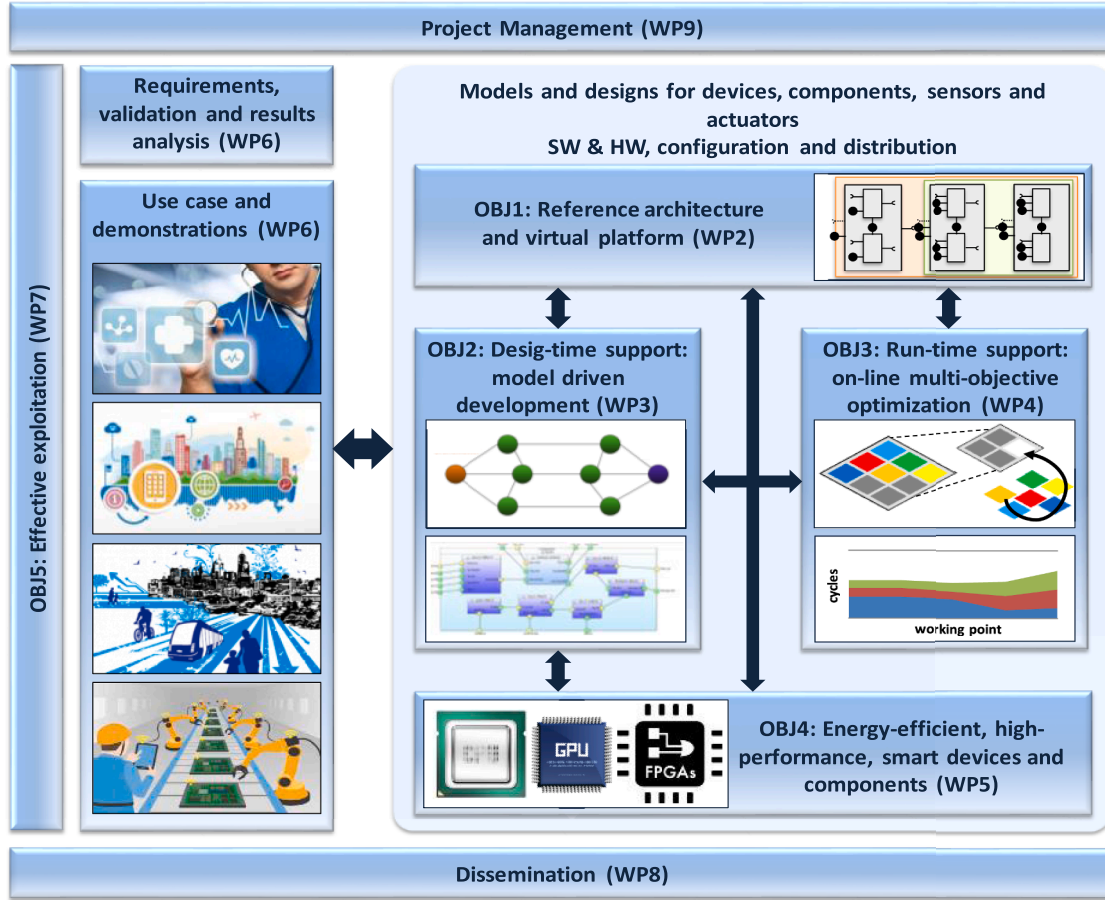 Project Management (WP9)
OBJ5: Effective exploitation (WP7)
Requirements,
validation and results
analysis (WP6)
Use case and
demonstrations (WP6)
Models and designs for devices, components, sensors and
actuators
SW & HW, configuration and distribution
OBJ1: Reference architecture
and virtual platform (WP2)
OBJ2: Desig-time support:
model driven
development (WP3)
OBJ3: Run-time support:
on-line multi-objective
optimization (WP4)
cycles
working point
GPU
FPGAs
OBJ4: Energy-efficient, high-
performance, smart devices and
components (WP5)
Dissemination (WP8)